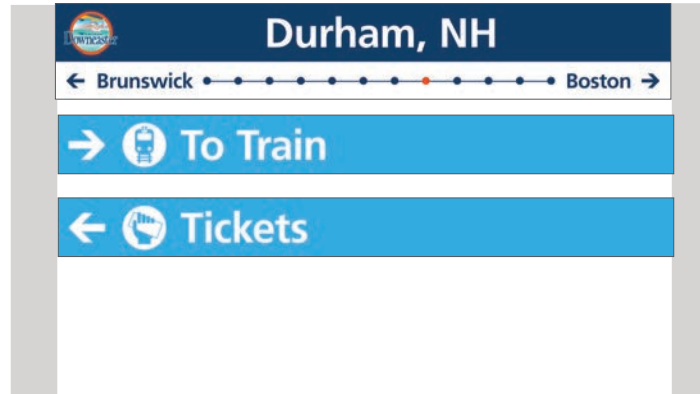 Downeaster
Durham, NH
← Brunswick Boston →
→ To Train
← Tickets